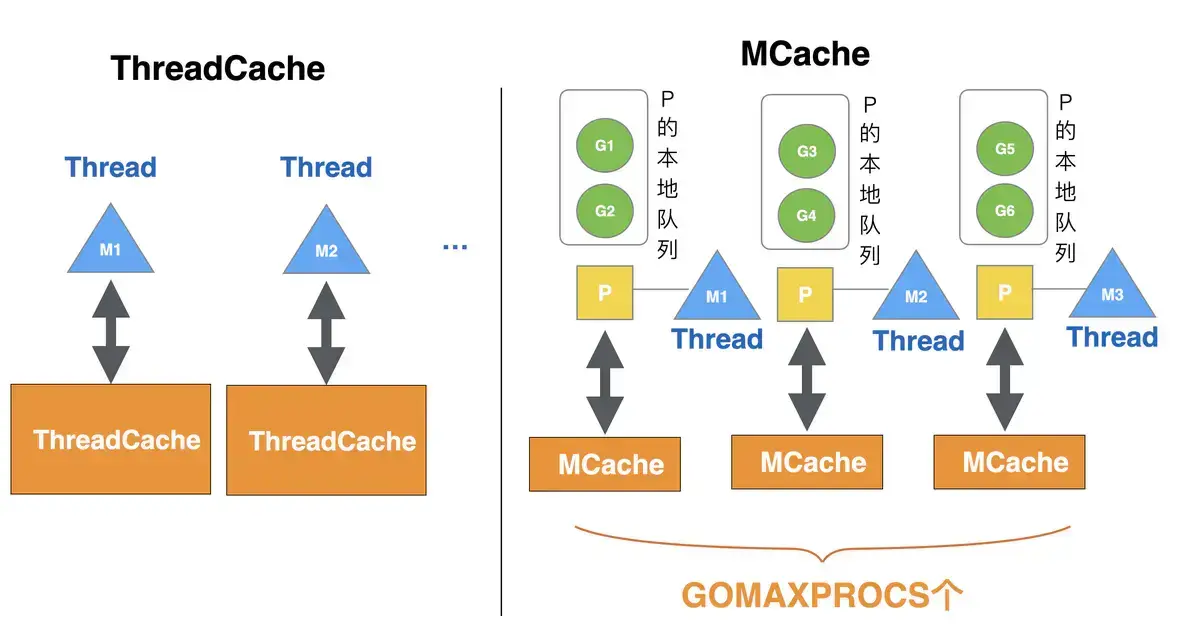 ThreadCache
Thread
Thread
M1
M2
...
ThreadCache
ThreadCache
MCache
G1
G2
P的本地队列
G3
G4
P的本地队列
G5
G6
P的本地队列
P
M1
Thread
P
M2
Thread
P
M3
Thread
MCache
MCache
MCache
GOMAXPROCS个